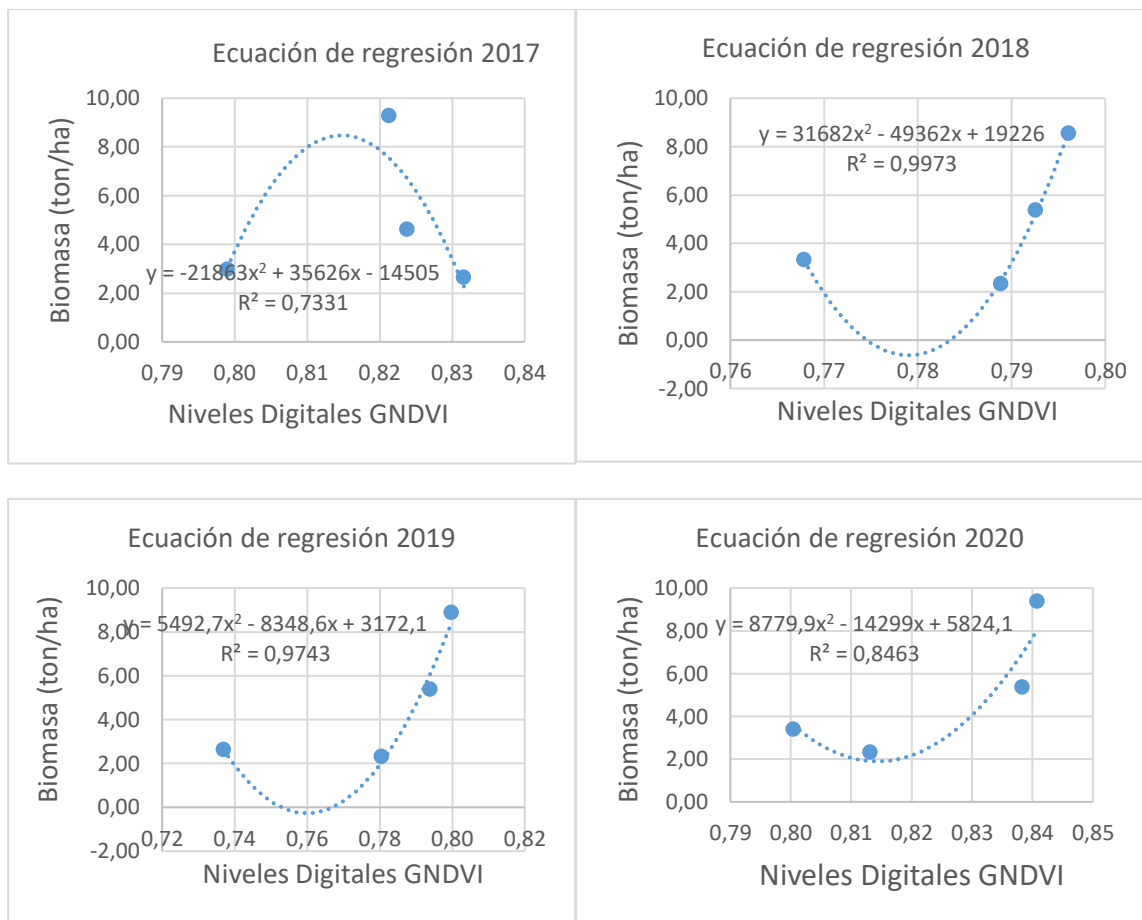 Ecuación de regresión 2017
10,00
8,00
6,00
4,00
2,00
0,00
0,79 0,80 0,81 0,82 0,83 0,84
Biomasa (ton/ha)
y = -21863x² + 35626x - 14505
R² = 0,7331
Niveles Digitales GNDVI
Ecuación de regresión 2018
10,00
8,00
6,00
4,00
2,00
0,00
-2,00
0,76 0,77 0,78 0,79 0,80
Biomasa (ton/ha)
y = 31682x² - 49362x + 19226
R² = 0,9973
Niveles Digitales GNDVI
Ecuación de regresión 2019
10,00
8,00
6,00
4,00
2,00
0,00
-2,00
0,72 0,74 0,76 0,78 0,80 0,82
Biomasa (ton/ha)
y = 5492,7x² - 8348,6x + 3172,1
R² = 0,9743
Niveles Digitales GNDVI
Ecuación de regresión 2020
10,00
8,00
6,00
4,00
2,00
0,00
0,79 0,80 0,81 0,82 0,83 0,84 0,85
Biomasa (ton/ha)
y = 8779,9x² - 14299x + 5824,1
R² = 0,8463
Niveles Digitales GNDVI